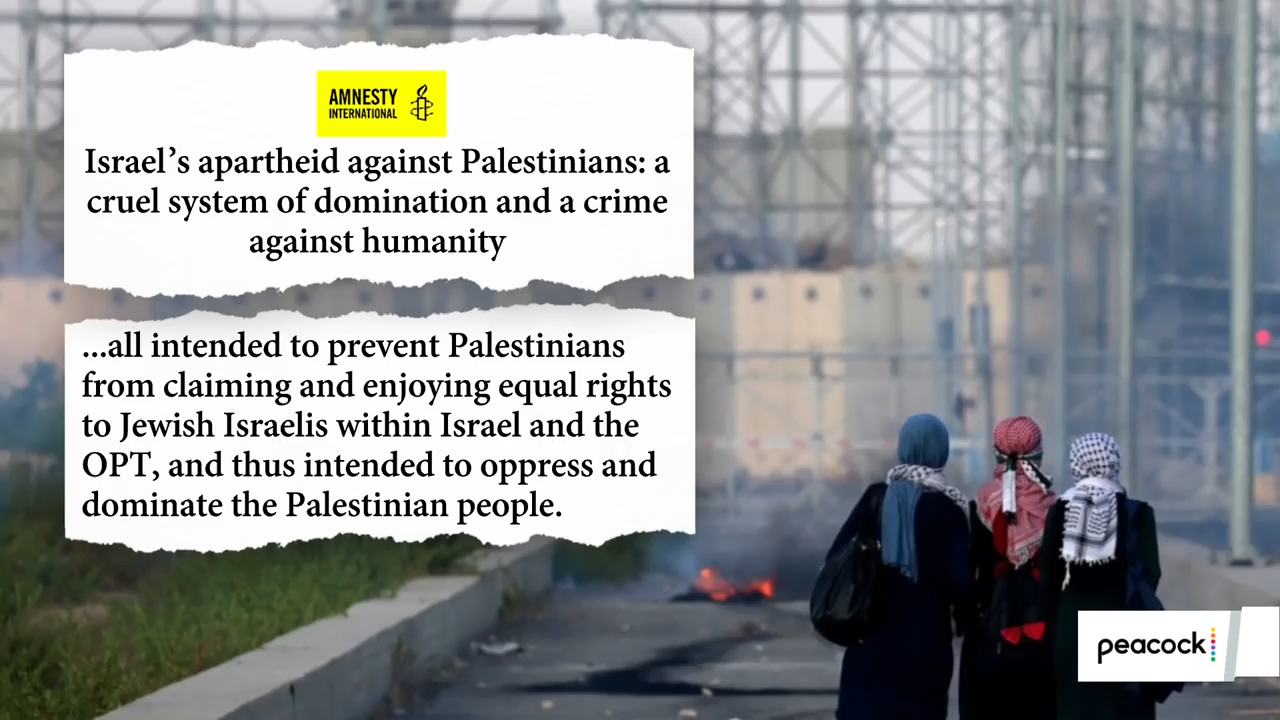 AMNESTY
INTERNATIONAL
Israel’s apartheid against Palestinians: a
cruel system of domination and a crime
against humanity
...all intended to prevent Palestinians
from claiming and enjoying equal rights
to Jewish Israelis within Israel and the
OPT, and thus intended to oppress and
dominate the Palestinian people.
peacock